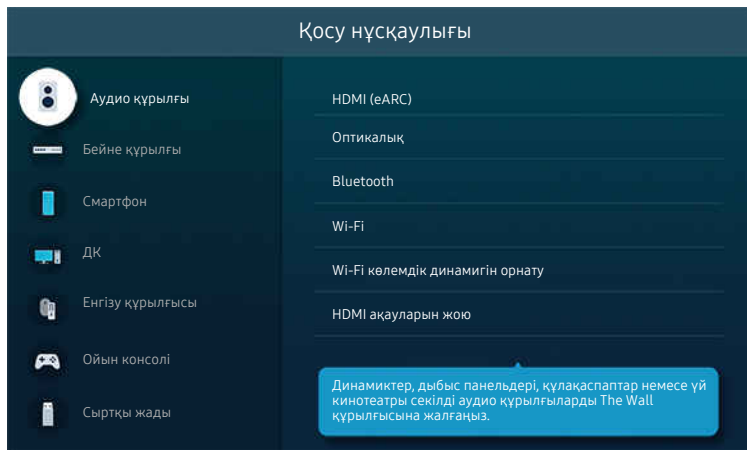 Қосу нұсқаулығы
Аудио құрылғы
Бейне құрылғы
Смартфон
ДК
Енгізу құрылғысы
Ойын консолі
Сыртқы жады
HDMI (eARC)
Оптикалық
Bluetooth
Wi-Fi
Wi-Fi көлемдік динамигін орнату
HDMI ақауларын жою
Динамиктер, дыбыс панельдері, құлақаспаптар немесе үй
кинотеатры секілді аудио құрылғыларды The Wall
құрылғысына жалғаңыз.